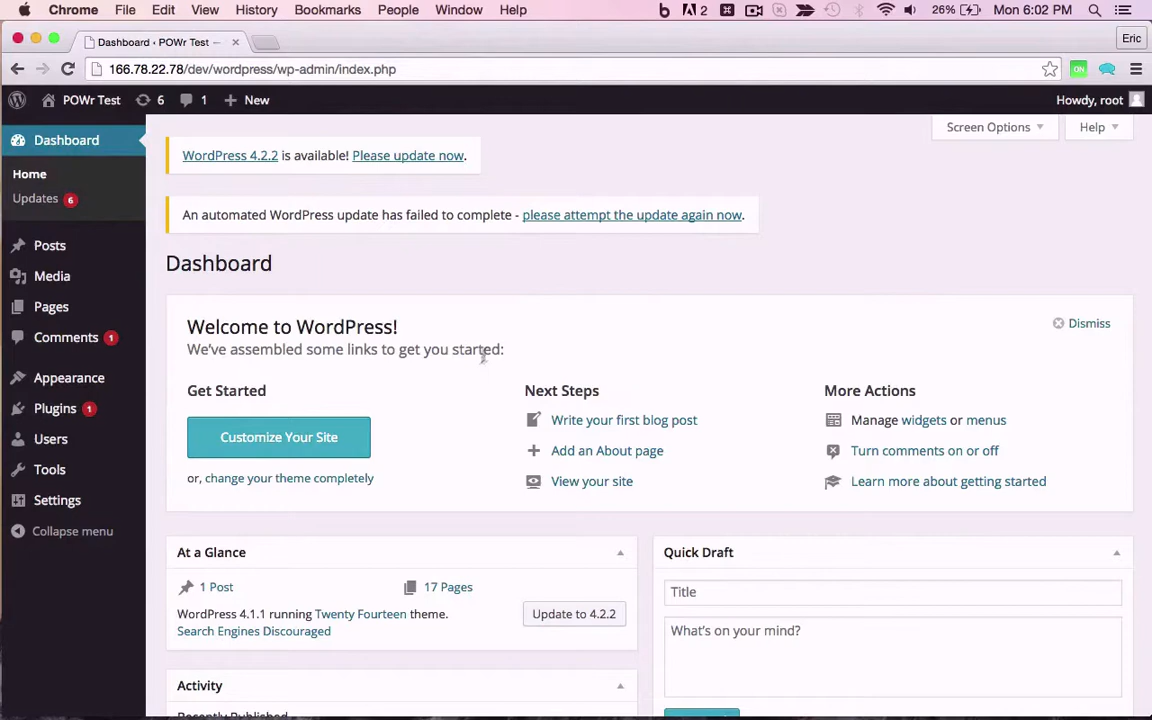 Chrome File Edit View History Bookmarks People Window Help 2 26% Mon 6:02 PM
Dashboard ‹ POWr Test — Eric
166.78.22.78/dev/wordpress/wp-admin/index.php ON
POWr Test 6 1 + New Howdy, root
Screen Options Help
Dashboard
Home
Updates 6
Posts
Media
Pages
Comments 1
Appearance
Plugins 1
Users
Tools
Settings
Collapse menu
WordPress 4.2.2 is available! Please update now.
An automated WordPress update has failed to complete - please attempt the update again now.
Dashboard
Welcome to WordPress!
We've assembled some links to get you started:
Dismiss
Get Started
Customize Your Site
or, change your theme completely
Next Steps
Write your first blog post
Add an About page
View your site
More Actions
Manage widgets or menus
Turn comments on or off
Learn more about getting started
At a Glance
1 Post 17 Pages
WordPress 4.1.1 running Twenty Fourteen theme. Update to 4.2.2
Search Engines Discouraged
Activity
Recently Published
Quick Draft
Title
What's on your mind?